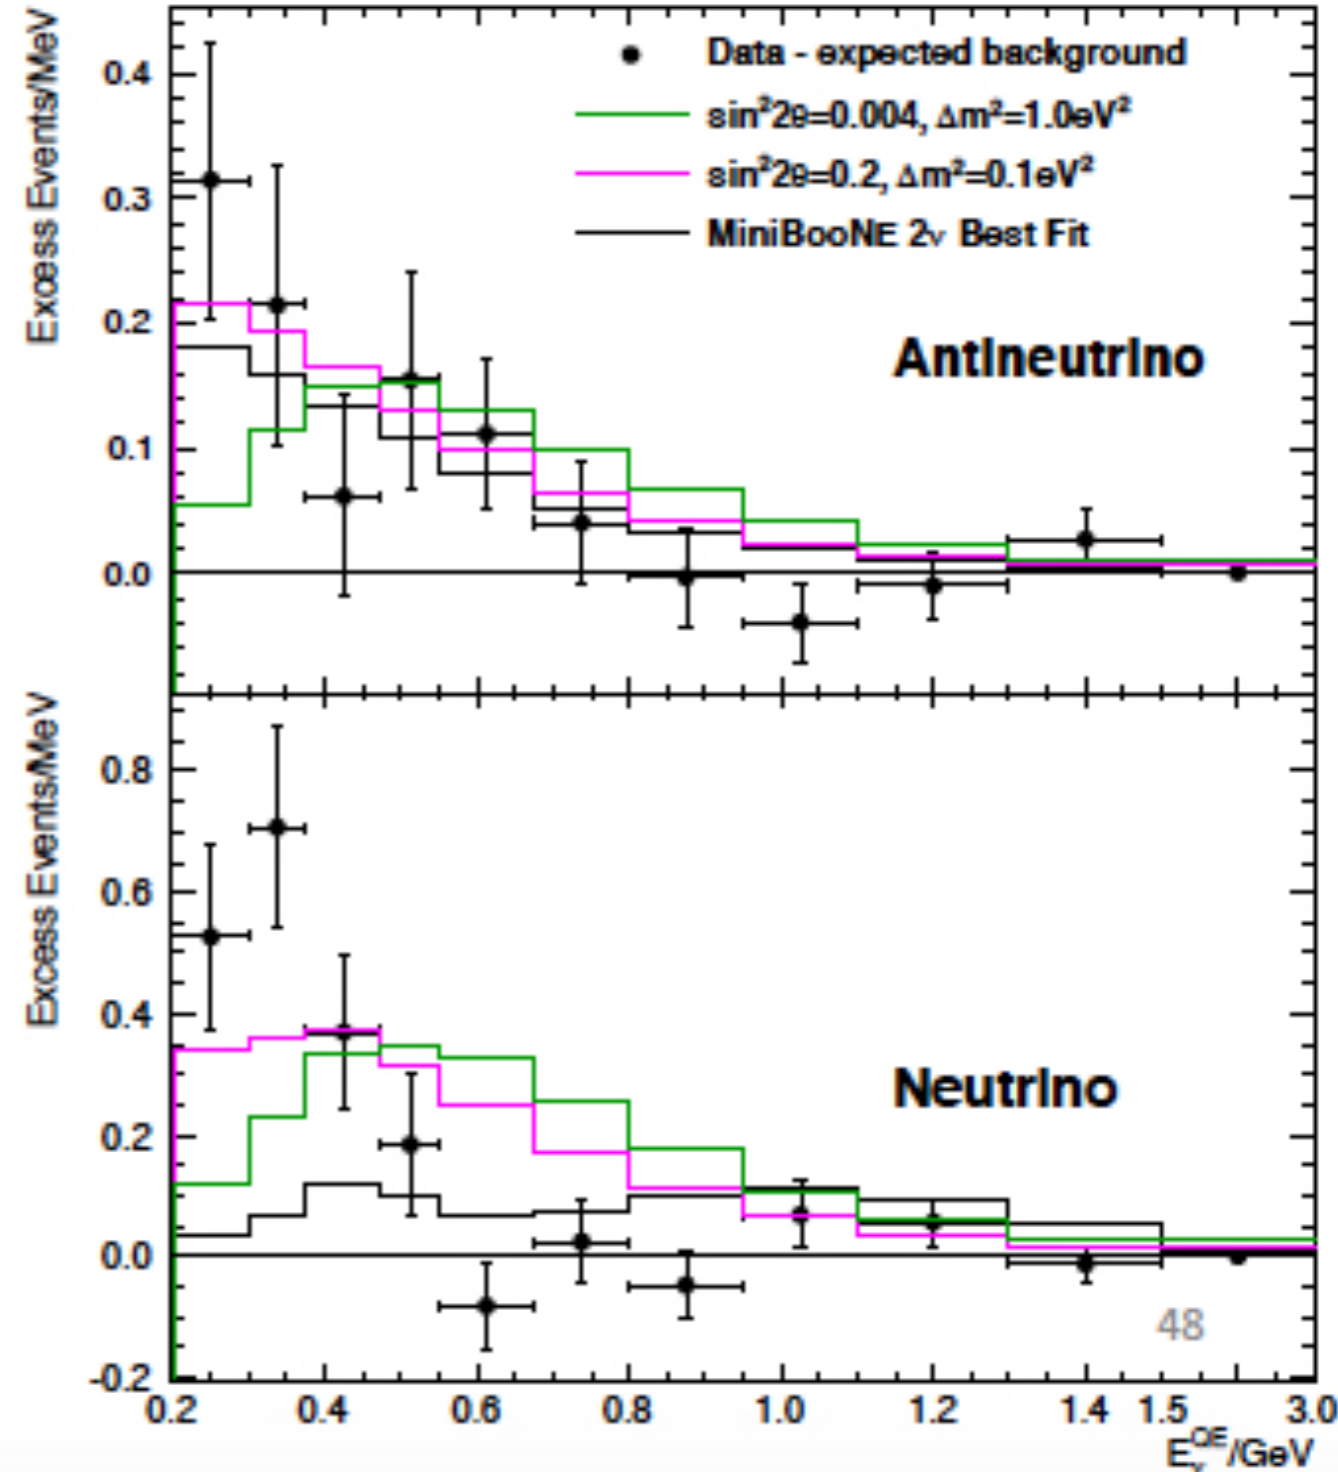 Excess Events/MeV
0.4
0.3
0.2
0.1
0.0
Data - expected background
sin²2θ=0.004, Δm²=1.0eV²
sin²2θ=0.2, Δm²=0.1eV²
MiniBooNE 2ν Best Fit
Antineutrino
Excess Events/MeV
0.8
0.6
0.4
0.2
0.0
-0.2
Neutrino
48
0.2 0.4 0.6 0.8 1.0 1.2 1.4 1.5 3.0
E_ν^QE/GeV